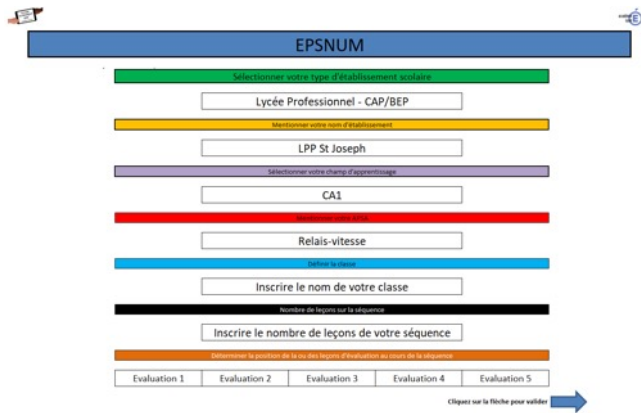 EPSNUM
Sélectionner votre type d'établissement scolaire
Lycée Professionnel - CAP/BEP
Mentionner votre nom d'établissement
LPP St Joseph
Sélectionner votre champ d'apprentissage
CA1
Mentionner votre APSA
Relais-vitesse
Définir la classe
Inscrire le nom de votre classe
Nombre de leçons sur la séquence
Inscrire le nombre de leçons de votre séquence
Déterminer la position de la ou des leçons d'évaluation au cours de la séquence
Evaluation 1 Evaluation 2 Evaluation 3 Evaluation 4 Evaluation 5
Cliquez sur la flèche pour valider